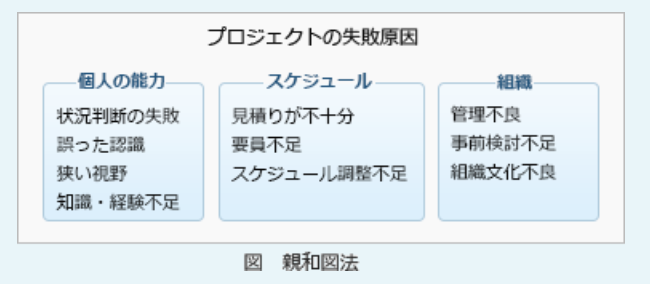 プロジェクトの失敗原因
個人の能力
状況判断の失敗
誤った認識
狭い視野
知識・経験不足
スケジュール
見積りが不十分
要員不足
スケジュール調整不足
組織
管理不良
事前検討不足
組織文化不良
図　親和図法